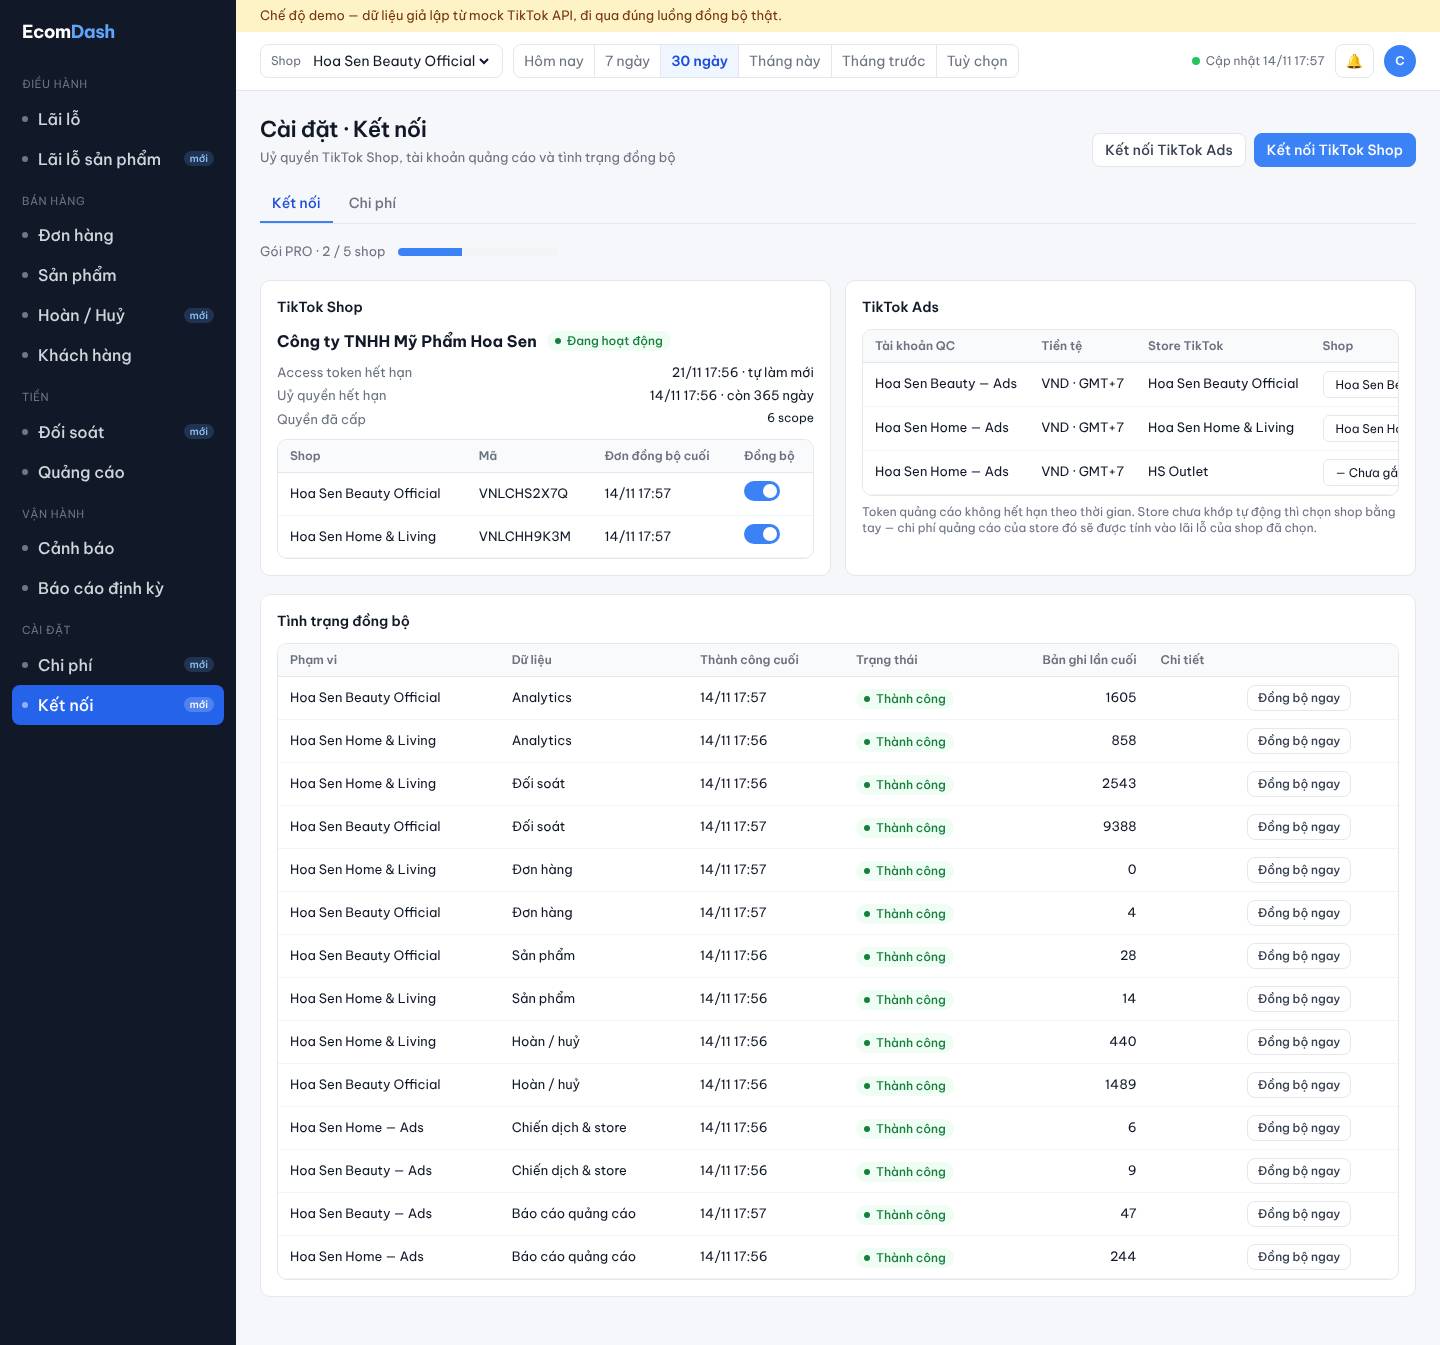 Chế độ demo — dữ liệu giả lập từ mock TikTok API, đi qua đúng luồng đồng bộ thật.
EcomDash
ĐIỀU HÀNH
Lãi lỗ
Lãi lỗ sản phẩm mới
BÁN HÀNG
Đơn hàng
Sản phẩm
Hoàn / Huỷ mới
Khách hàng
TIỀN
Đối soát mới
Quảng cáo
VẬN HÀNH
Cảnh báo
Báo cáo định kỳ
CÀI ĐẶT
Chi phí mới
Kết nối mới
Shop Hoa Sen Beauty Official Hôm nay 7 ngày 30 ngày Tháng này Tháng trước Tuỳ chọn Cập nhật 14/11 17:57 C
Cài đặt · Kết nối
Uỷ quyền TikTok Shop, tài khoản quảng cáo và tình trạng đồng bộ
Kết nối TikTok Ads Kết nối TikTok Shop
Kết nối Chi phí
Gói PRO · 2 / 5 shop
TikTok Shop
Công ty TNHH Mỹ Phẩm Hoa Sen Đang hoạt động
Access token hết hạn 21/11 17:56 · tự làm mới
Uỷ quyền hết hạn 14/11 17:56 · còn 365 ngày
Quyền đã cấp 6 scope
Shop Mã Đơn đồng bộ cuối Đồng bộ
Hoa Sen Beauty Official VNLCHS2X7Q 14/11 17:57
Hoa Sen Home & Living VNLCHH9K3M 14/11 17:57
TikTok Ads
Tài khoản QC Tiền tệ Store TikTok Shop
Hoa Sen Beauty — Ads VND · GMT+7 Hoa Sen Beauty Official Hoa Sen Be
Hoa Sen Home — Ads VND · GMT+7 Hoa Sen Home & Living Hoa Sen Ho
Hoa Sen Home — Ads VND · GMT+7 HS Outlet — Chưa gắ
Token quảng cáo không hết hạn theo thời gian. Store chưa khớp tự động thì chọn shop bằng
tay — chi phí quảng cáo của store đó sẽ được tính vào lãi lỗ của shop đã chọn.
Tình trạng đồng bộ
Phạm vi Dữ liệu Thành công cuối Trạng thái Bản ghi lần cuối Chi tiết
Hoa Sen Beauty Official Analytics 14/11 17:57 Thành công 1605 Đồng bộ ngay
Hoa Sen Home & Living Analytics 14/11 17:56 Thành công 858 Đồng bộ ngay
Hoa Sen Home & Living Đối soát 14/11 17:56 Thành công 2543 Đồng bộ ngay
Hoa Sen Beauty Official Đối soát 14/11 17:57 Thành công 9388 Đồng bộ ngay
Hoa Sen Home & Living Đơn hàng 14/11 17:57 Thành công 0 Đồng bộ ngay
Hoa Sen Beauty Official Đơn hàng 14/11 17:57 Thành công 4 Đồng bộ ngay
Hoa Sen Beauty Official Sản phẩm 14/11 17:56 Thành công 28 Đồng bộ ngay
Hoa Sen Home & Living Sản phẩm 14/11 17:56 Thành công 14 Đồng bộ ngay
Hoa Sen Home & Living Hoàn / huỷ 14/11 17:56 Thành công 440 Đồng bộ ngay
Hoa Sen Beauty Official Hoàn / huỷ 14/11 17:56 Thành công 1489 Đồng bộ ngay
Hoa Sen Home — Ads Chiến dịch & store 14/11 17:56 Thành công 6 Đồng bộ ngay
Hoa Sen Beauty — Ads Chiến dịch & store 14/11 17:56 Thành công 9 Đồng bộ ngay
Hoa Sen Beauty — Ads Báo cáo quảng cáo 14/11 17:57 Thành công 47 Đồng bộ ngay
Hoa Sen Home — Ads Báo cáo quảng cáo 14/11 17:56 Thành công 244 Đồng bộ ngay